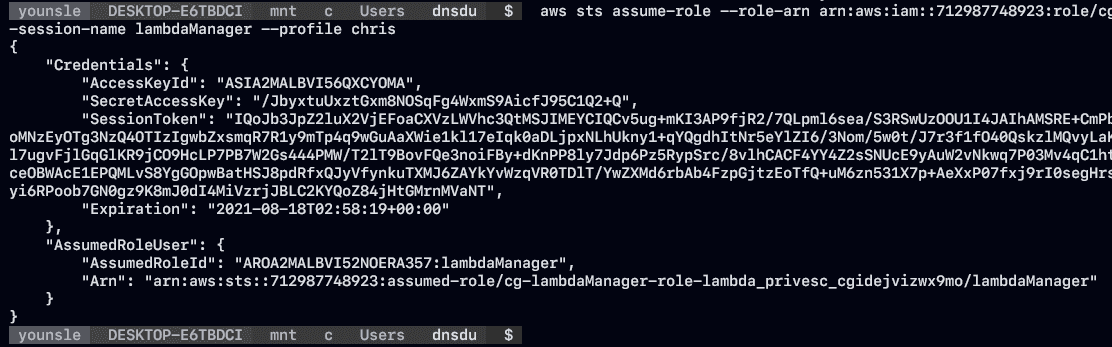 younsle DESKTOP-E6TBDCI mnt c Users dnsdu $ aws sts assume-role --role-arn arn:aws:iam::712987748923:role/cg
-session-name lambdaManager --profile chris
{
    "Credentials": {
        "AccessKeyId": "ASIA2MALBVI56QXCYOMA",
        "SecretAccessKey": "/JbyxtuUxztGxm8NOSqFg4WxmS9AicfJ95C1Q2+Q",
        "SessionToken": "IQoJb3JpZ2luX2VjEFoaCXVzLWVhc3QtMSJIMEYCIQCv5ug+mKI3AP9fjR2/7QLpml6sea/S3RSwUzOOU1I4JAIhAMSRE+CmPb
oMNzEyOTg3NzQ4OTIzIgwbZxsmqR7R1y9mTp4q9wGuAaXWie1kl17eIqk0aDLjpxNLhUkny1+qYQgdhItNr5eYlZI6/3Nom/5w0t/J7r3f1fO40QskzlMQvyLaK
l7ugvFjlGqGlKR9jCO9HcLP7PB7W2Gs444PMW/T2lT9BovFQe3noiFBy+dKnPP8ly7Jdp6Pz5RypSrc/8vlhCACF4YY4Z2sSNUcE9yAuW2vNkwq7P03Mv4qC1ht
ceOBWAcE1EPQMLvS8YgGOpwBatHSJ8pdRfxQJyVfynkuTXMJ6ZAYkYvWzqVR0TDlT/YwZXMd6rbAb4FzpGjtzEoTfQ+uM6zn531X7p+AeXxP07fxj9rI0segHrs
yi6RPoob7GN0gz9K8mJ0dI4MiVzrjJBLC2KYQoZ84jHtGMrnMVaNT",
        "Expiration": "2021-08-18T02:58:19+00:00"
    },
    "AssumedRoleUser": {
        "AssumedRoleId": "AROA2MALBVI52NOERA357:lambdaManager",
        "Arn": "arn:aws:sts::712987748923:assumed-role/cg-lambdaManager-role-lambda_privesc_cgidejvizwx9mo/lambdaManager"
    }
}
younsle DESKTOP-E6TBDCI mnt c Users dnsdu $